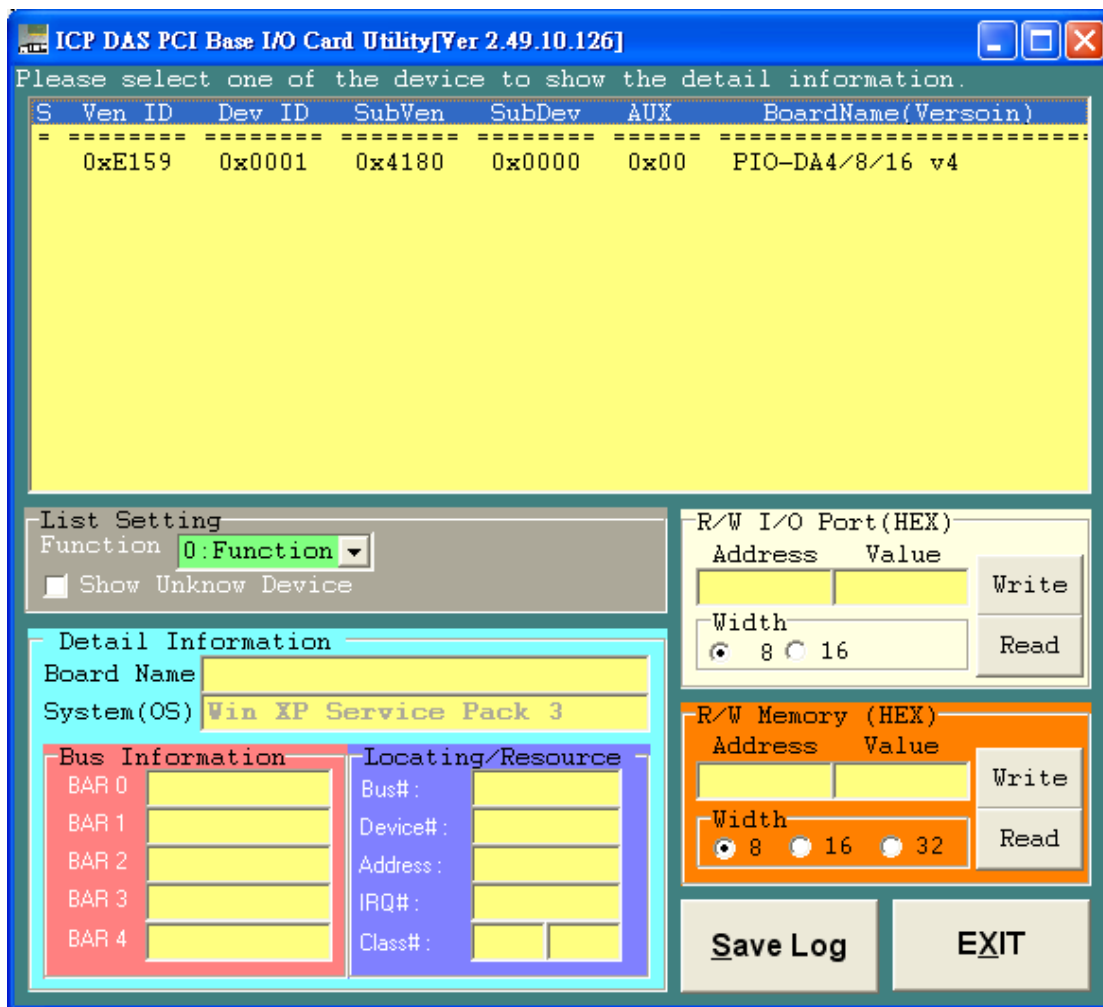 ICP DAS PCI Base I/O Card Utility[Ver 2.49.10.126]
Please select one of the device to show the detail information.
S Ven ID Dev ID SubVen SubDev AUX BoardName(Versoin)
= ======== ======== ======== ======== ====== =========================
0xE159 0x0001 0x4180 0x0000 0x00 PIO-DA4/8/16 v4
List Setting
Function 0:Function
Show Unknow Device
Detail Information
Board Name
System(OS) Win XP Service Pack 3
Bus Information
BAR 0
BAR 1
BAR 2
BAR 3
BAR 4
Locating/Resource
Bus# :
Device# :
Address :
IRQ# :
Class# :
R/W I/O Port(HEX)
Address Value
Write
Width
8 16
Read
R/W Memory (HEX)
Address Value
Write
Width
8 16 32
Read
Save Log
EXIT